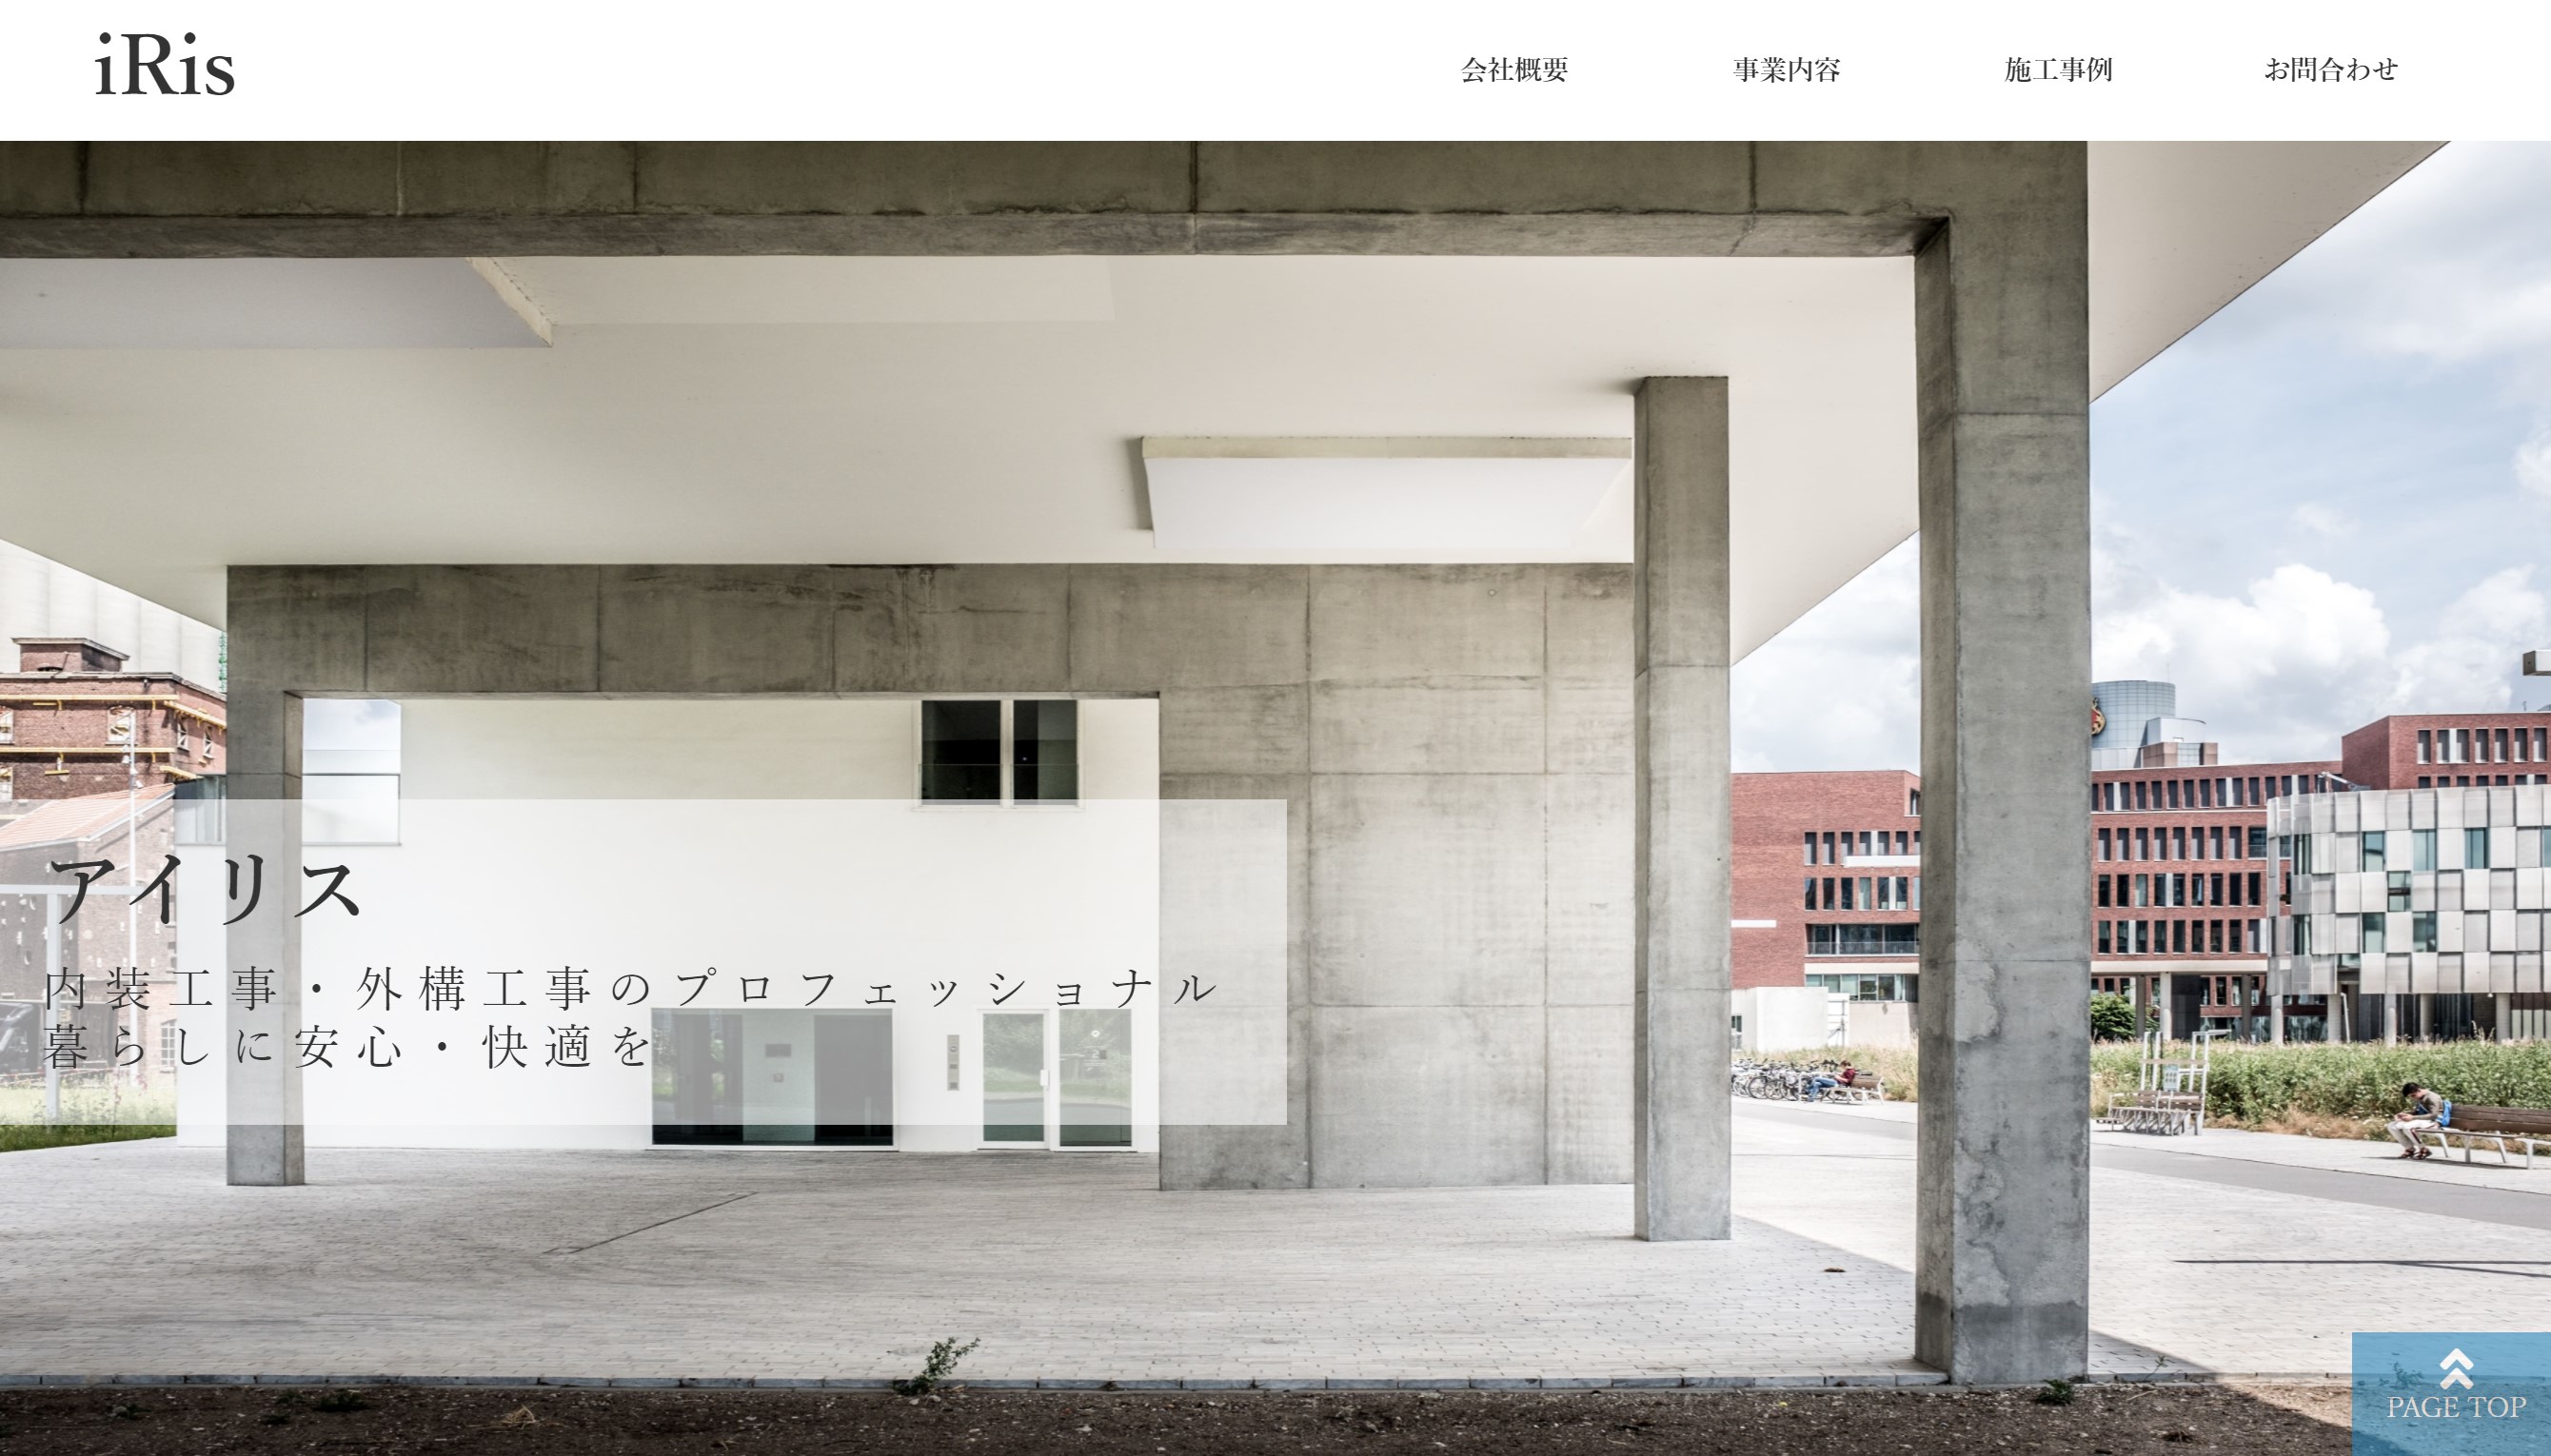 iRis
会社概要
事業内容
施工事例
お問合わせ
アイリス
内装工事・外構工事のプロフェッショナル
暮らしに安心・快適を
PAGE TOP